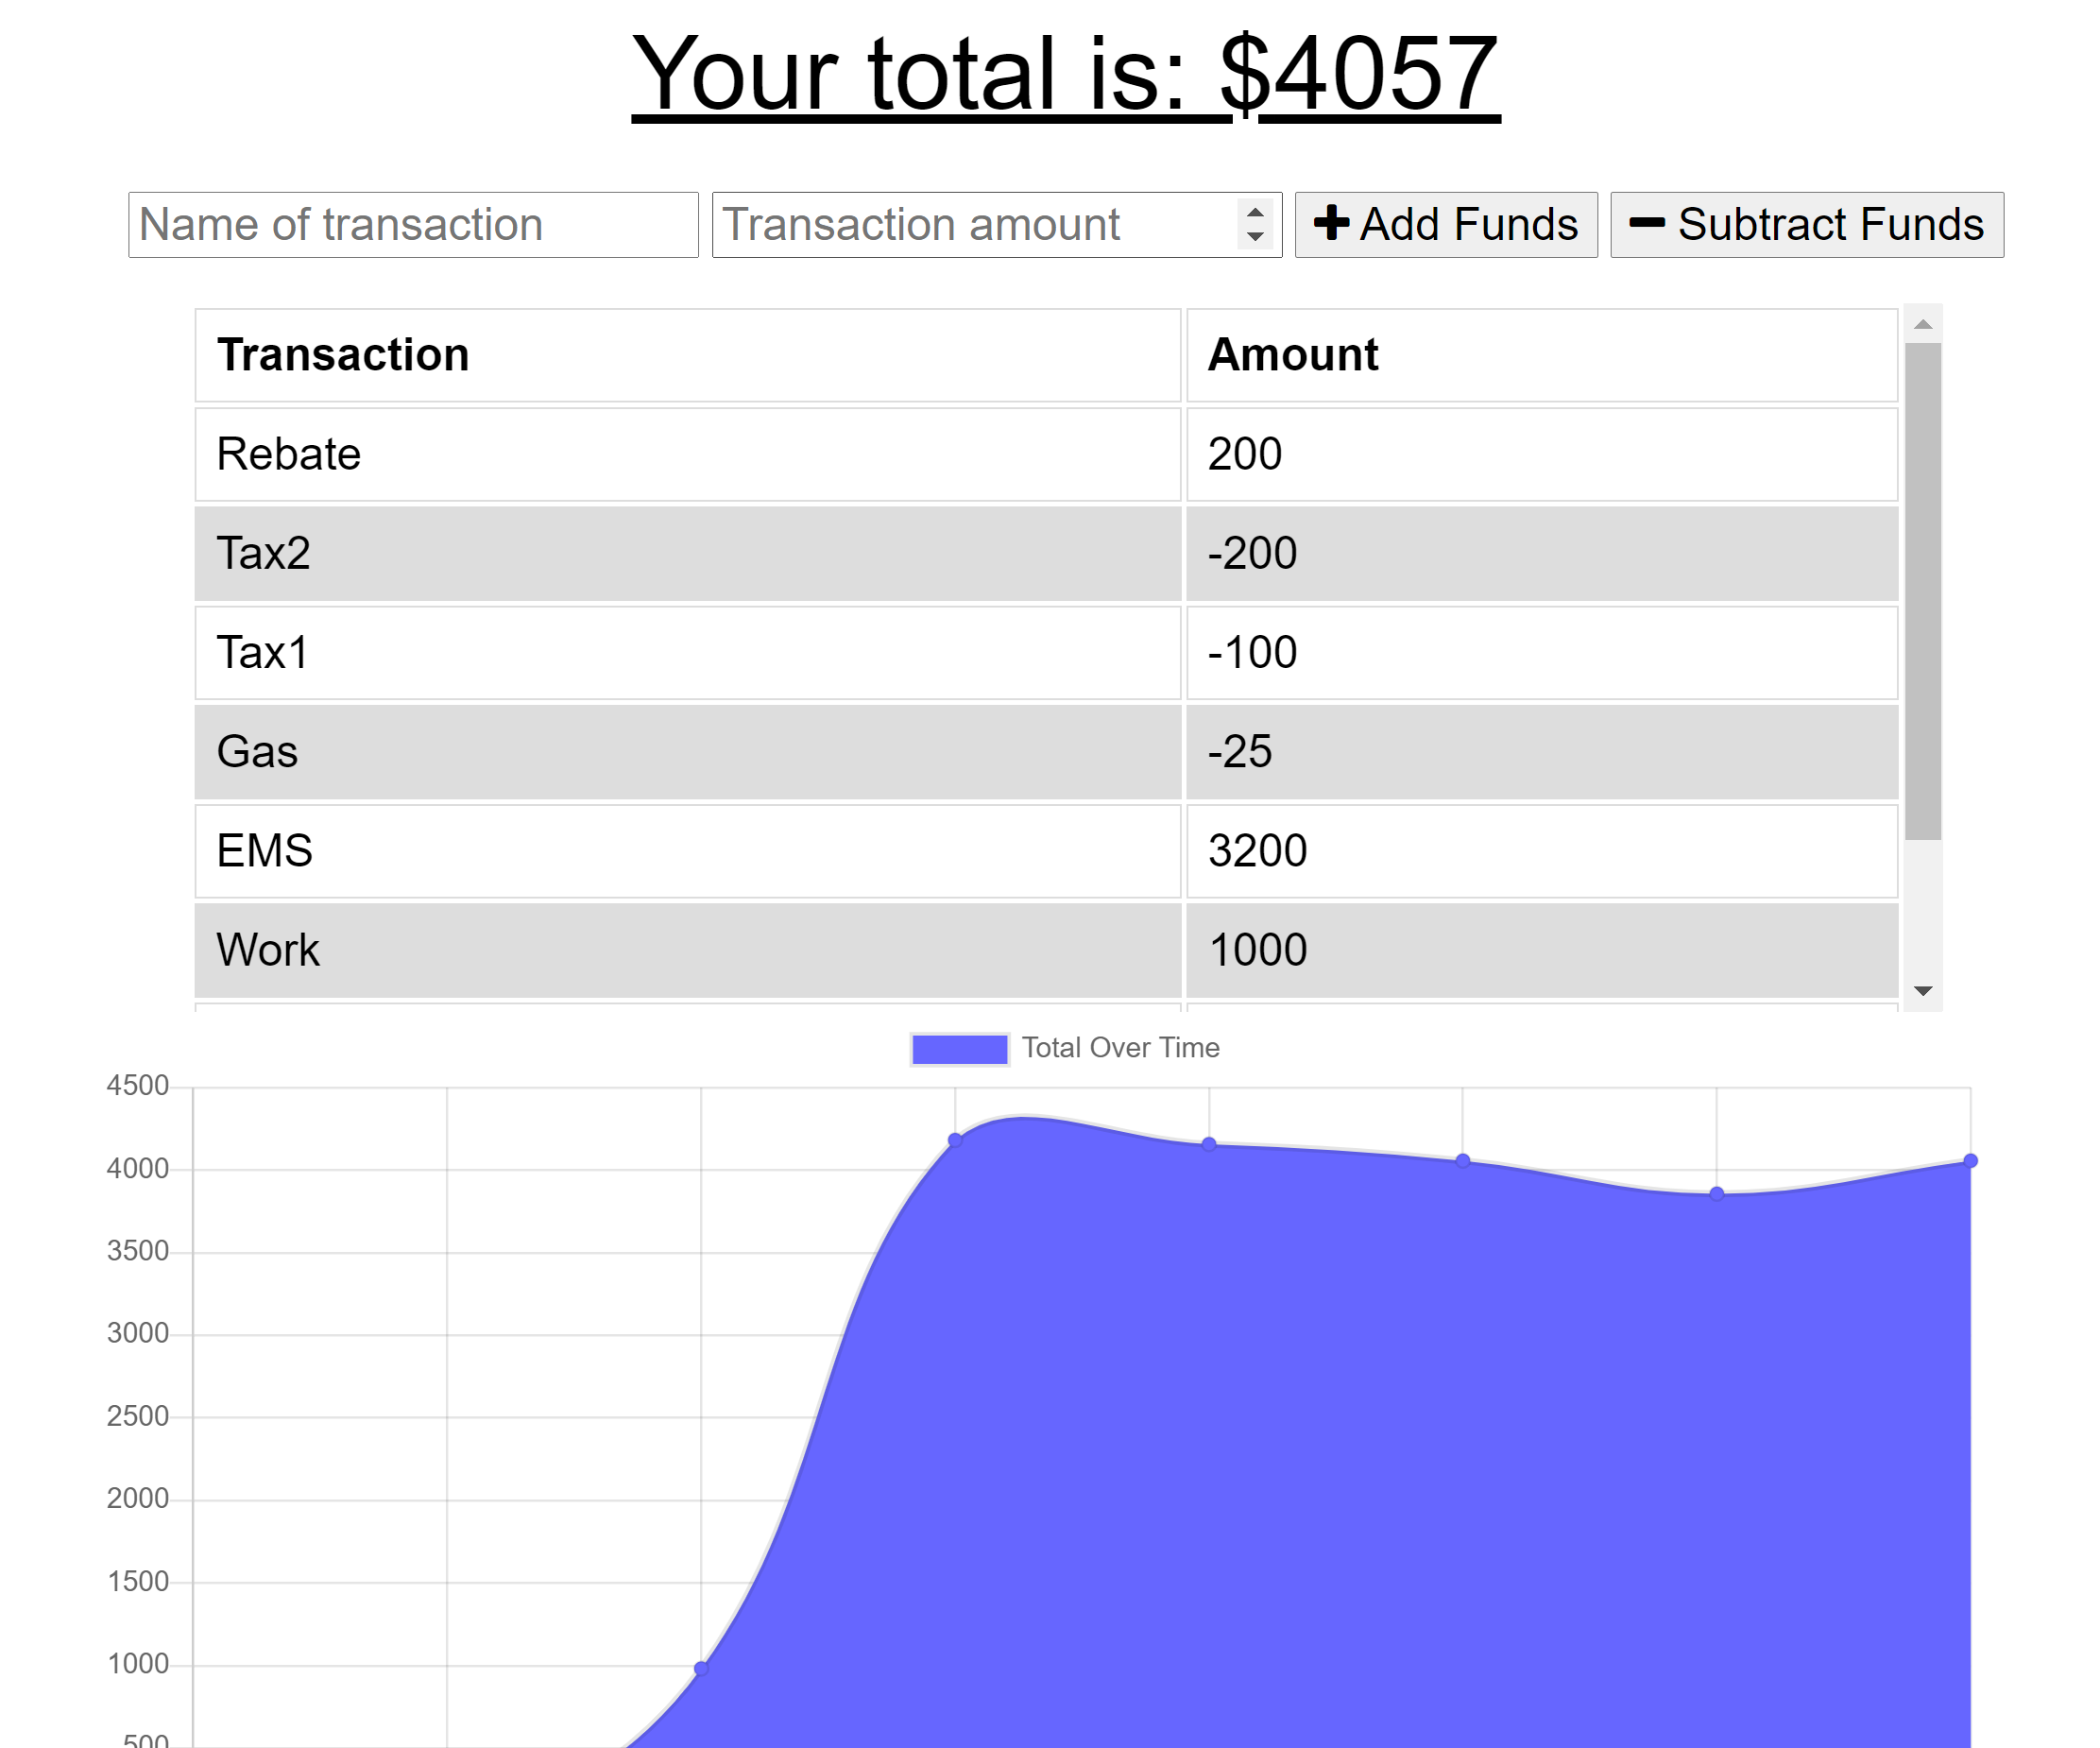 Your total is: $4057
Name of transaction Transaction amount Add Funds Subtract Funds
Transaction Amount
Rebate 200
Tax2 -200
Tax1 -100
Gas -25
EMS 3200
Work 1000
Total Over Time
4500
4000
3500
3000
2500
2000
1500
1000
500